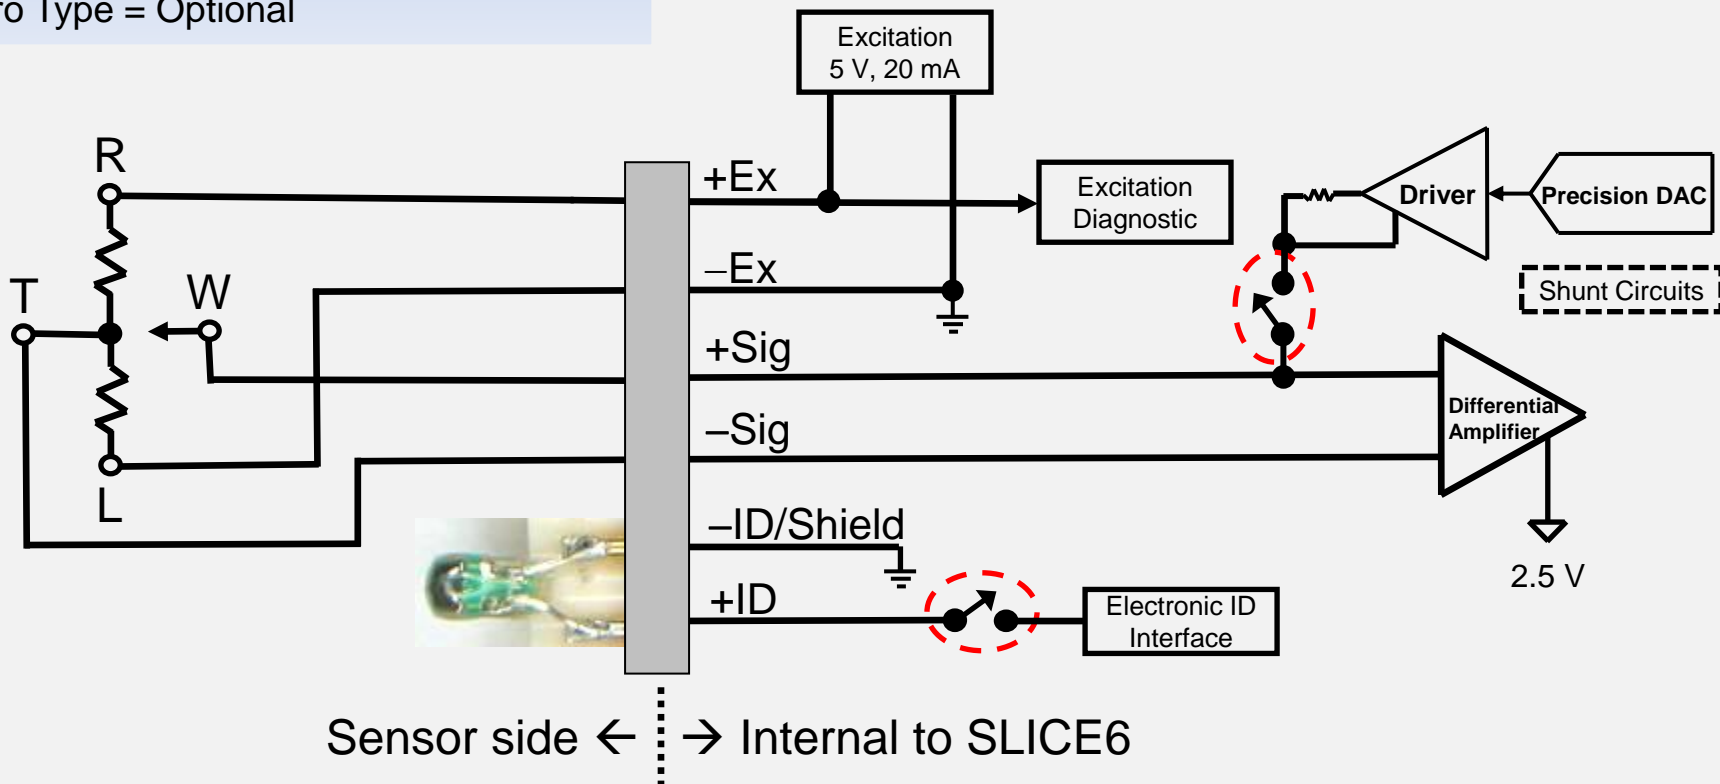 Type = Optional
Excitation
5 V, 20 mA
R
+Ex
Excitation
Diagnostic
Driver
Precision DAC
–Ex
T
W
Shunt Circuits
+Sig
Differential
Amplifier
–Sig
L
–ID/Shield
2.5 V
+ID
Electronic ID
Interface
Sensor side ← → Internal to SLICE6